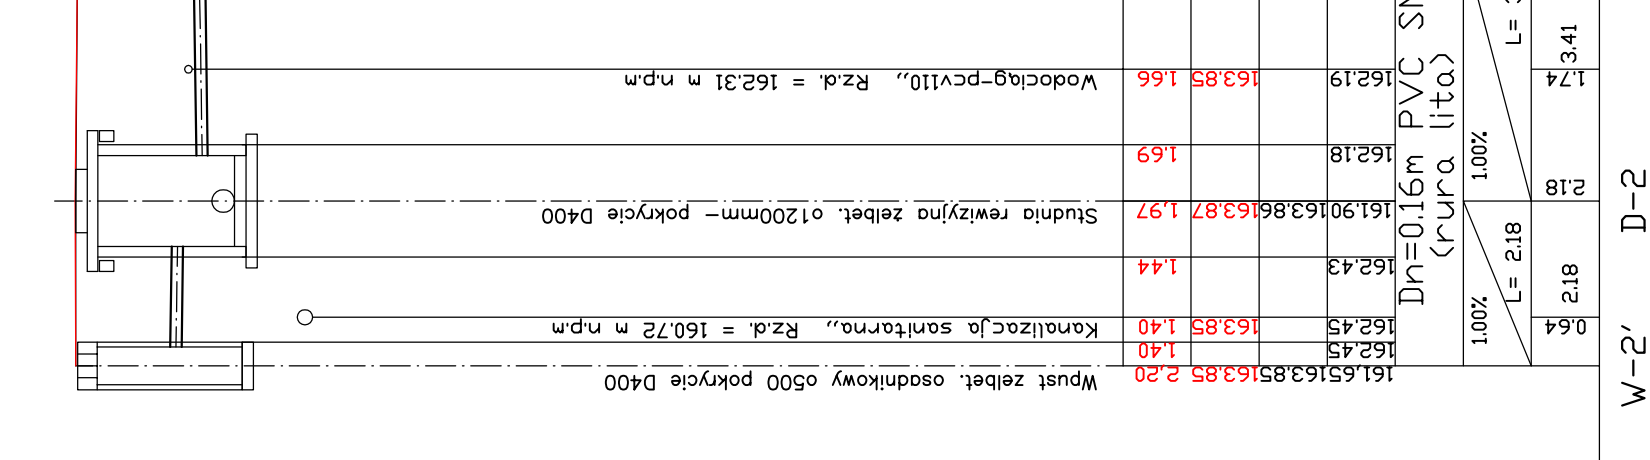 Wodociąg-pcv110,, Rz.d. = 162.31 m n.p.m
1.66
163.85
162.19
1.69
162.18
Studnia rewizyjna żelbet. o1200mm- pokrycie D400
1,97
163.87
163.86
161.90
1.44
162.43
Kanalizacja sanitarna,, Rz.d. = 160.72 m n.p.m
1.40
163.85
162.45
1.40
162.45
Wpust żelbet. osadnikowy o500 pokrycie D400
2,20
163.85
163.85
161,65
Dn=0.16m PVC
(rura lita)
1.00%
L=
3.41
1.74
2.18
1.00%
L= 2.18
2.18
0.64
D-2
W-2'